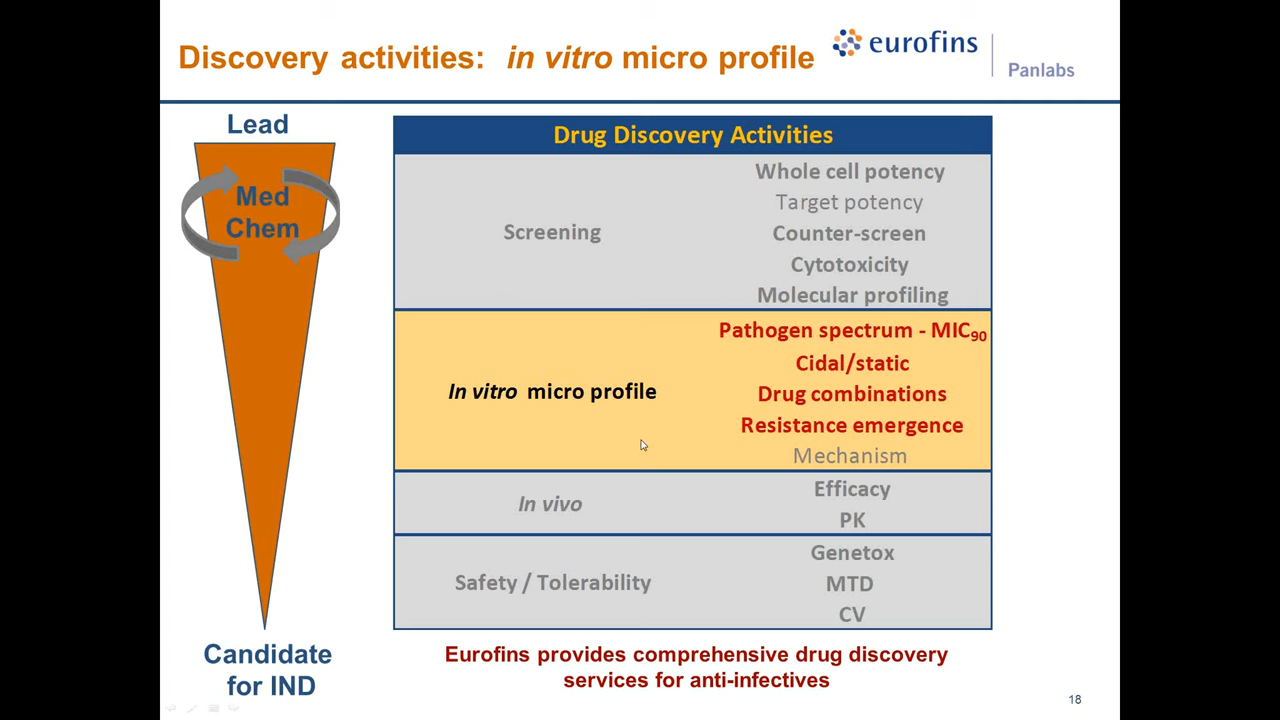 Discovery activities: in vitro micro profile
eurofins
Panlabs
Lead
Med
Chem
Candidate
for IND
Drug Discovery Activities
Screening
Whole cell potency
Target potency
Counter-screen
Cytotoxicity
Molecular profiling
In vitro micro profile
Pathogen spectrum - MIC90
Cidal/static
Drug combinations
Resistance emergence
Mechanism
In vivo
Efficacy
PK
Safety / Tolerability
Genetox
MTD
CV
Eurofins provides comprehensive drug discovery
services for anti-infectives
18